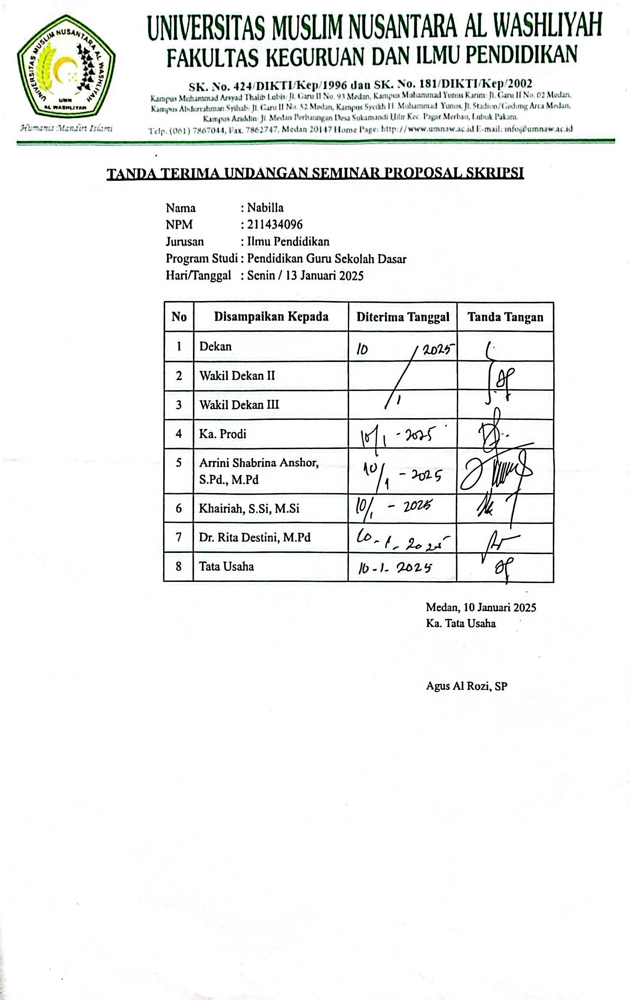 UNIVERSITAS MUSLIM NUSANTARA AL WASHLIYAH
FAKULTAS KEGURUAN DAN ILMU PENDIDIKAN
SK. No. 424/DIKTI/Kep/1996 dan SK. No. 181/DIKTI/Kep/2002
Kampus Muhammad Arsyad Thalib Lubis: Jl. Garu II No. 93 Medan, Kampus Muhammad Yunus Karim: Jl. Garu II No. 02 Medan,
Kampus Abdurrahman Syihab: Jl. Garu II No. 52 Medan, Kampus Syeikh H. Muhammad Yunus, Jl. Stadion/Gedung Arca Medan,
Kampus Aziddin: Jl. Medan Perbaungan Desa Sukamandi Hilir Kec. Pagar Merbau, Lubuk Pakam.
Telp. (061) 7867044, Fax. 7862747, Medan 20147 Home Page: http://www.umnaw.ac.id E-mail: info@umnaw.ac.id
UNIVERSITAS MUSLIM NUSANTARA AL WASHLIYAH
UMN
AL WASHLIYAH
Humanis Mandiri Islami
TANDA TERIMA UNDANGAN SEMINAR PROPOSAL SKRIPSI
Nama : Nabilla
NPM : 211434096
Jurusan : Ilmu Pendidikan
Program Studi : Pendidikan Guru Sekolah Dasar
Hari/Tanggal : Senin / 13 Januari 2025
No Disampaikan Kepada Diterima Tanggal Tanda Tangan
1 Dekan 10 / 2025
2 Wakil Dekan II
3 Wakil Dekan III 1
4 Ka. Prodi 10/1 - 2025
5 Arrini Shabrina Anshor, 10/1 - 2025
S.Pd., M.Pd
6 Khairiah, S.Si, M.Si 10/1 - 2025
7 Dr. Rita Destini, M.Pd 10-1-2025
8 Tata Usaha 10-1-2025
Medan, 10 Januari 2025
Ka. Tata Usaha
Agus Al Rozi, SP